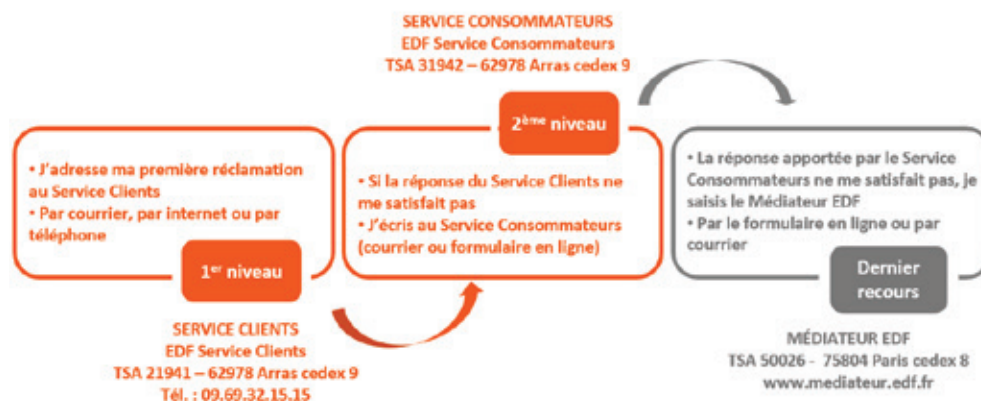 SERVICE CONSOMMATEURS
EDF Service Consommateurs
TSA 31942 – 62978 Arras cedex 9
2ème niveau
• J'adresse ma première réclamation
au Service Clients
• Par courrier, par internet ou par
téléphone
1er niveau
SERVICE CLIENTS
EDF Service Clients
TSA 21941 – 62978 Arras cedex 9
Tél. : 09.69.32.15.15
• Si la réponse du Service Clients ne
me satisfait pas
• J'écris au Service Consommateurs
(courrier ou formulaire en ligne)
• La réponse apportée par le Service
Consommateurs ne me satisfait pas, je
saisis le Médiateur EDF
• Par le formulaire en ligne ou par
courrier
Dernier
recours
MÉDIATEUR EDF
TSA 50026 - 75804 Paris cedex 8
www.mediateur.edf.fr